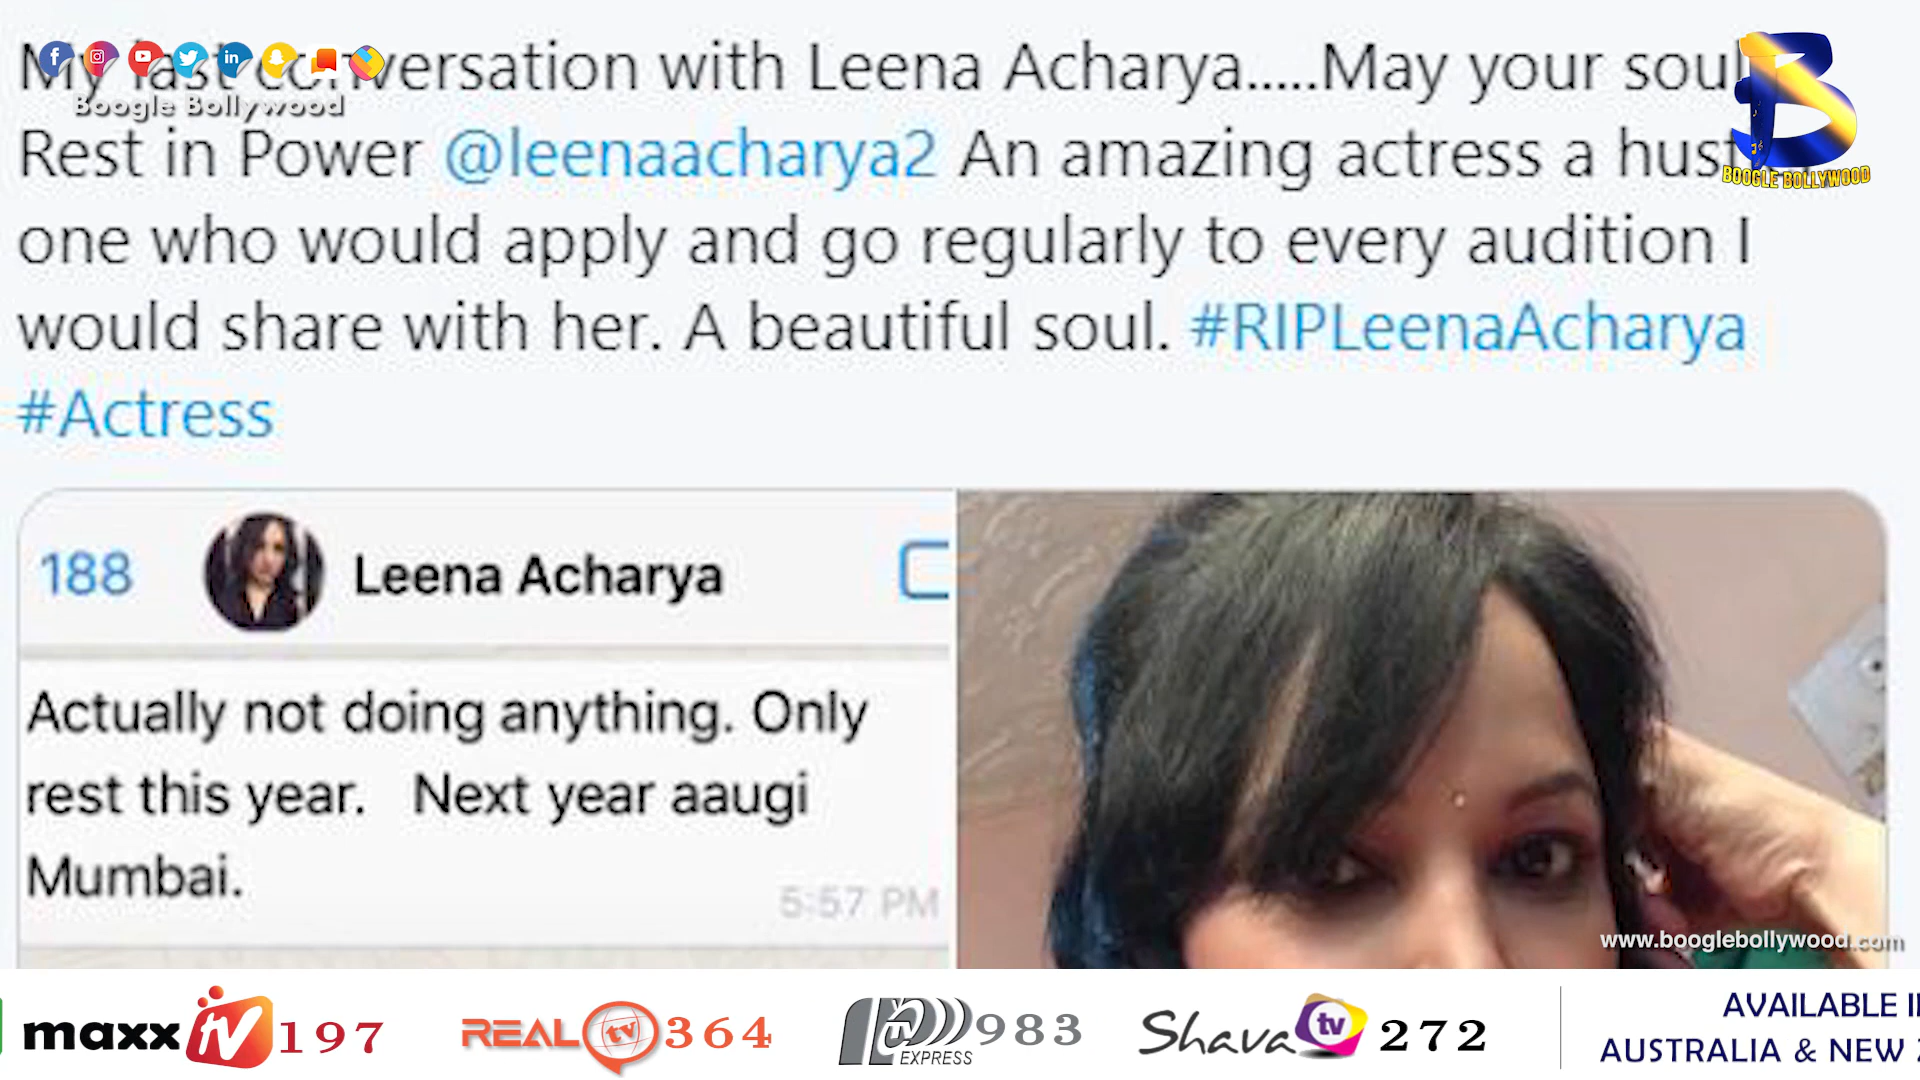 My last conversation with Leena Acharya.....May your soul
Boogle Bollywood
Rest in Power @leenaacharya2 An amazing actress a
BOOGLE BOLLYWOOD
one who would apply and go regularly to every audition I
would share with her. A beautiful soul. #RIPLeenaAcharya
#Actress
188 Leena Acharya
Actually not doing anything. Only
rest this year. Next year aaugi
Mumbai.
5:57 PM
www.booglebollywood.com
maxx tv 197 REAL tv 364 EXPRESS 983 Shava tv 272
AVAILABLE
AUSTRALIA & NEW